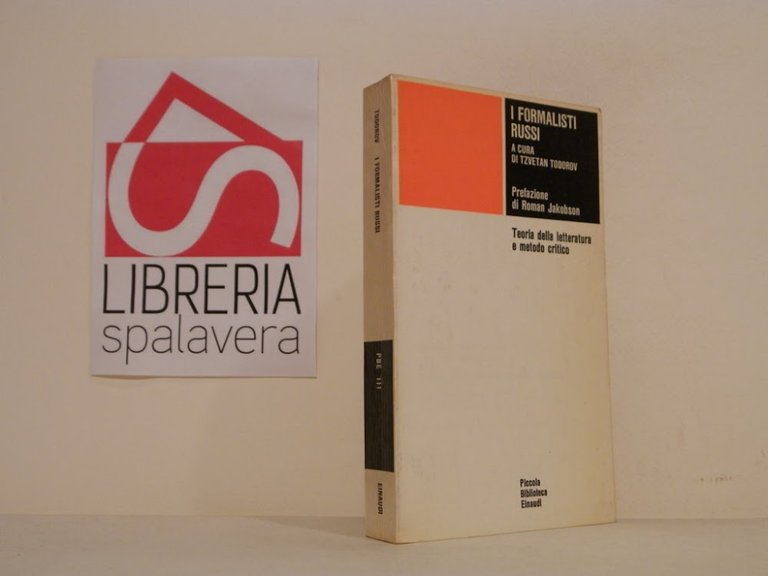 LIBRERIA
spalavera
TODOROV I FORMALISTI RUSSI
PBE 111
EINAUDI
I FORMALISTI
RUSSI
A CURA
DI TZVETAN TODOROV
Prefazione
di Roman Jakobson
Teoria della letteratura
e metodo critico
Piccola
Biblioteca
Einaudi